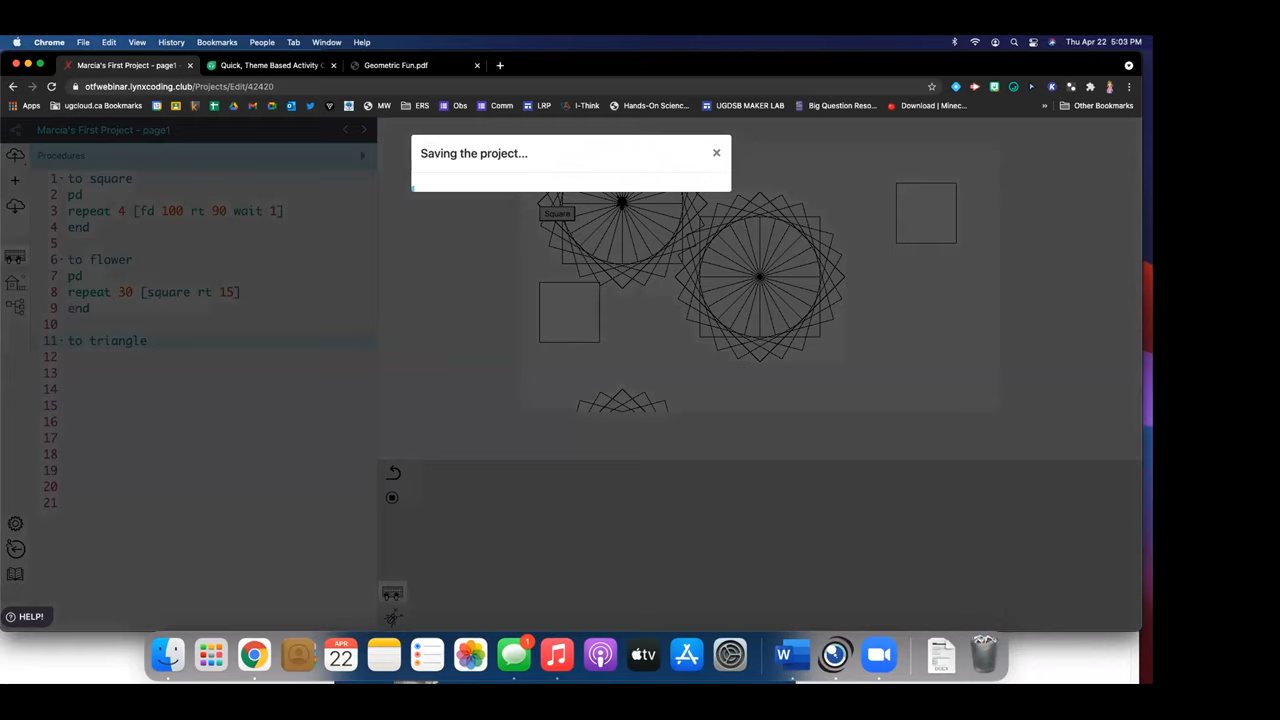 Chrome File Edit View History Bookmarks People Tab Window Help Thu Apr 22 5:03 PM
Marcia's First Project - page1 Quick, Theme Based Activity C Geometric Fun.pdf
otfwebinar.lynxcoding.club/Projects/Edit/42420
Apps ugcloud.ca Bookmarks MW ERS Obs Comm LRP I-Think Hands-On Scienc... UGDSB MAKER LAB Big Question Reso... Download | Minec... » Other Bookmarks
Marcia's First Project - page1
Saving the project...
Procedures
1 to square
2 pd
3 repeat 4 [fd 100 rt 90 wait 1]
4 end
5
6 to flower
7 pd
8 repeat 30 [square rt 15]
9 end
10
11 to triangle
12
13
14
15
16
17
18
19
20
21
Square
HELP!
APR
22
1
tv
W
DOCX